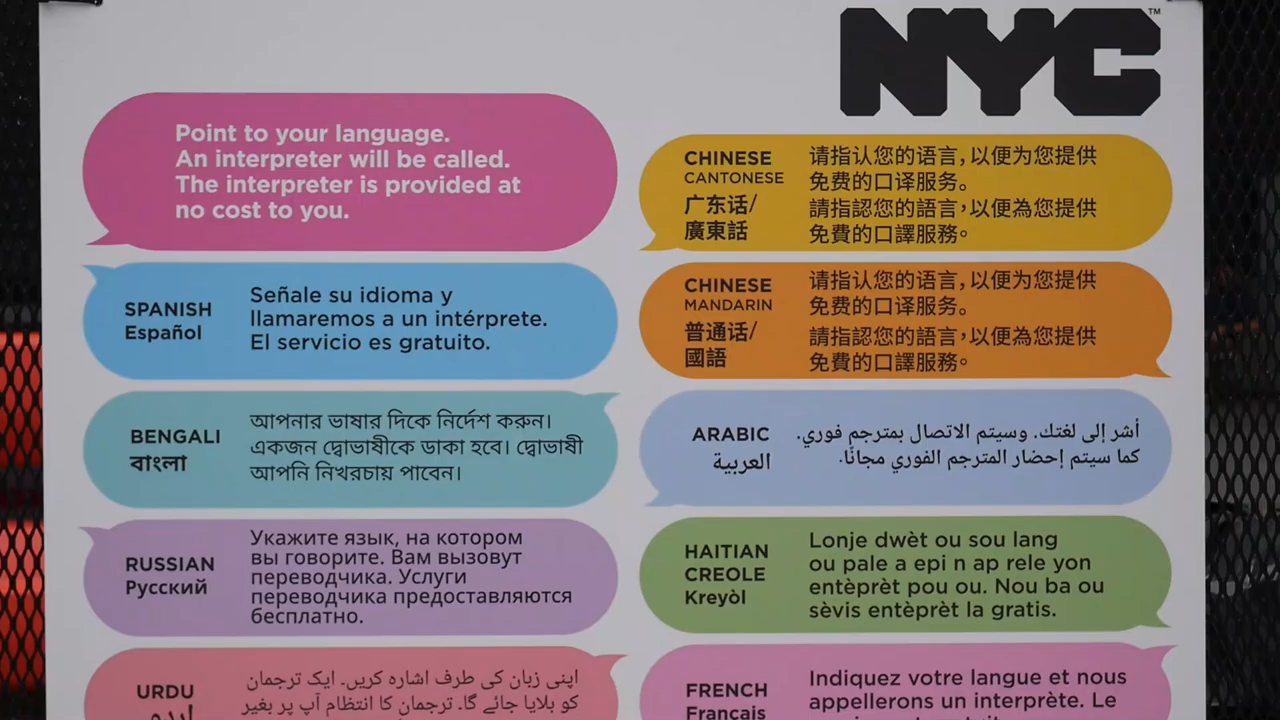 NYC™
Point to your language.
An interpreter will be called.
The interpreter is provided at
no cost to you.
CHINESE
CANTONESE
广东话/
廣東話
请指认您的语言，以便为您提供
免费的口译服务。
請指認您的語言，以便為您提供
免費的口譯服務。
SPANISH
Español
Señale su idioma y
llamaremos a un intérprete.
El servicio es gratuito.
CHINESE
MANDARIN
普通话/
國語
请指认您的语言，以便为您提供
免费的口译服务。
請指認您的語言，以便為您提供
免費的口譯服務。
BENGALI
বাংলা
আপনার ভাষার দিকে নির্দেশ করুন।
একজন দ্বোভাষীকে ডাকা হবে। দ্বোভাষী
আপনি নিখরচায় পাবেন।
ARABIC
العربية
أشر إلى لغتك. وسيتم الاتصال بمترجم فوري.
كما سيتم إحضار المترجم الفوري مجانًا.
RUSSIAN
Русский
Укажите язык, на котором
вы говорите. Вам вызовут
переводчика. Услуги
переводчика предоставляются
бесплатно.
HAITIAN
CREOLE
Kreyòl
Lonje dwèt ou sou lang
ou pale a epi n ap rele yon
entèprèt pou ou. Nou ba ou
sèvis entèprèt la gratis.
URDU
اردو
اپنی زبان کی طرف اشارہ کریں۔ ایک ترجمان
کو بلایا جائے گا۔ ترجمان کا انتظام آپ پر بغیر
FRENCH
Français
Indiquez votre langue et nous
appellerons un interprète. Le